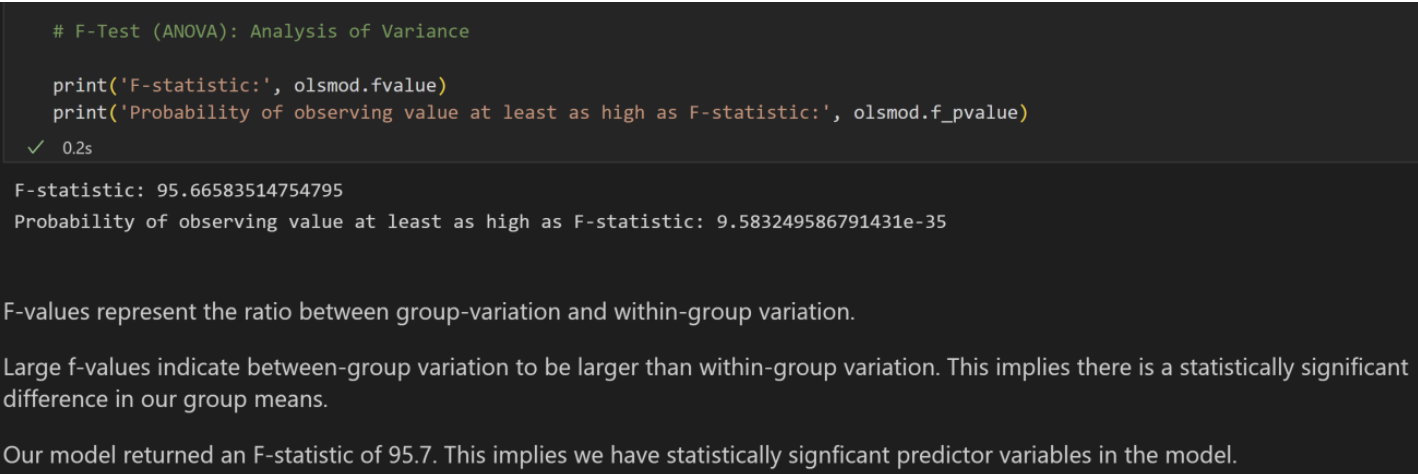 # F-Test (ANOVA): Analysis of Variance
print('F-statistic:', olsmod.fvalue)
print('Probability of observing value at least as high as F-statistic:', olsmod.f_pvalue)
✓ 0.2s
F-statistic: 95.66583514754795
Probability of observing value at least as high as F-statistic: 9.583249586791431e-35
F-values represent the ratio between group-variation and within-group variation.
Large f-values indicate between-group variation to be larger than within-group variation. This implies there is a statistically significant
difference in our group means.
Our model returned an F-statistic of 95.7. This implies we have statistically signficant predictor variables in the model.